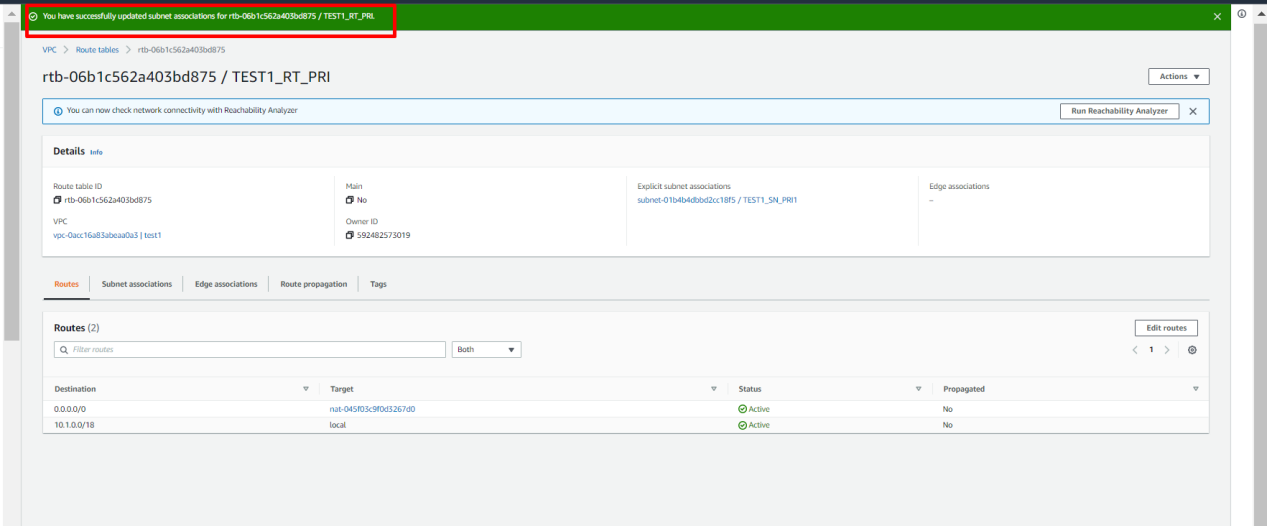 You have successfully updated subnet associations for rtb-06b1c562a403bd875 / TEST1_RT_PRI.
VPC > Route tables > rtb-06b1c562a403bd875
rtb-06b1c562a403bd875 / TEST1_RT_PRI
Actions
You can now check network connectivity with Reachability Analyzer
Run Reachability Analyzer
Details Info
Route table ID
rtb-06b1c562a403bd875
Main
No
Explicit subnet associations
subnet-01b4b4dbbd2cc18f5 / TEST1_SN_PRI1
Edge associations
–
VPC
vpc-0acc16a83abeaa0a3 | test1
Owner ID
592482573019
Routes Subnet associations Edge associations Route propagation Tags
Routes (2)
Edit routes
Filter routes
Both
1
Destination Target Status Propagated
0.0.0.0/0 nat-045f03c9f0d3267d0 Active No
10.1.0.0/18 local Active No